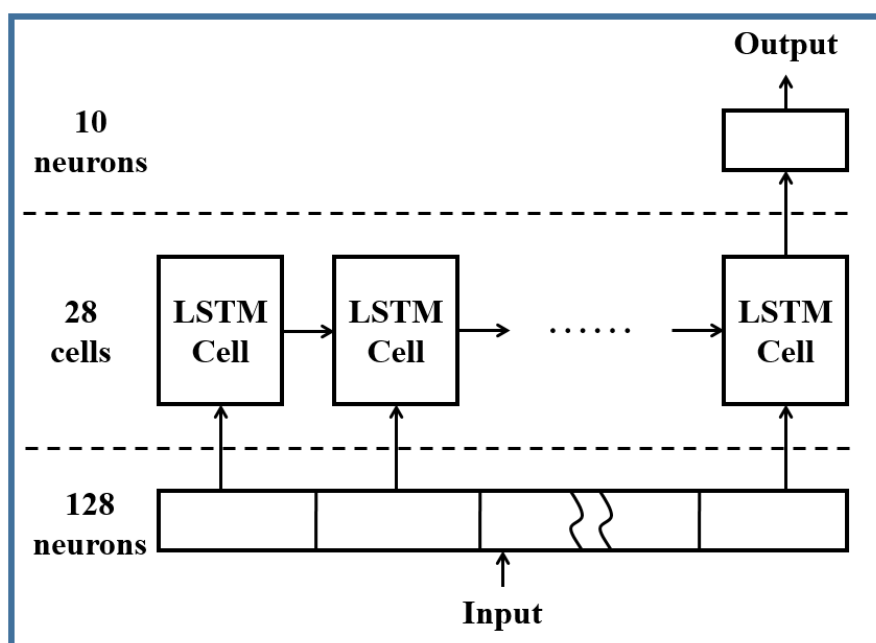 Output
10
neurons
LSTM
Cell
LSTM
Cell
......
LSTM
Cell
28
cells
128
neurons
Input